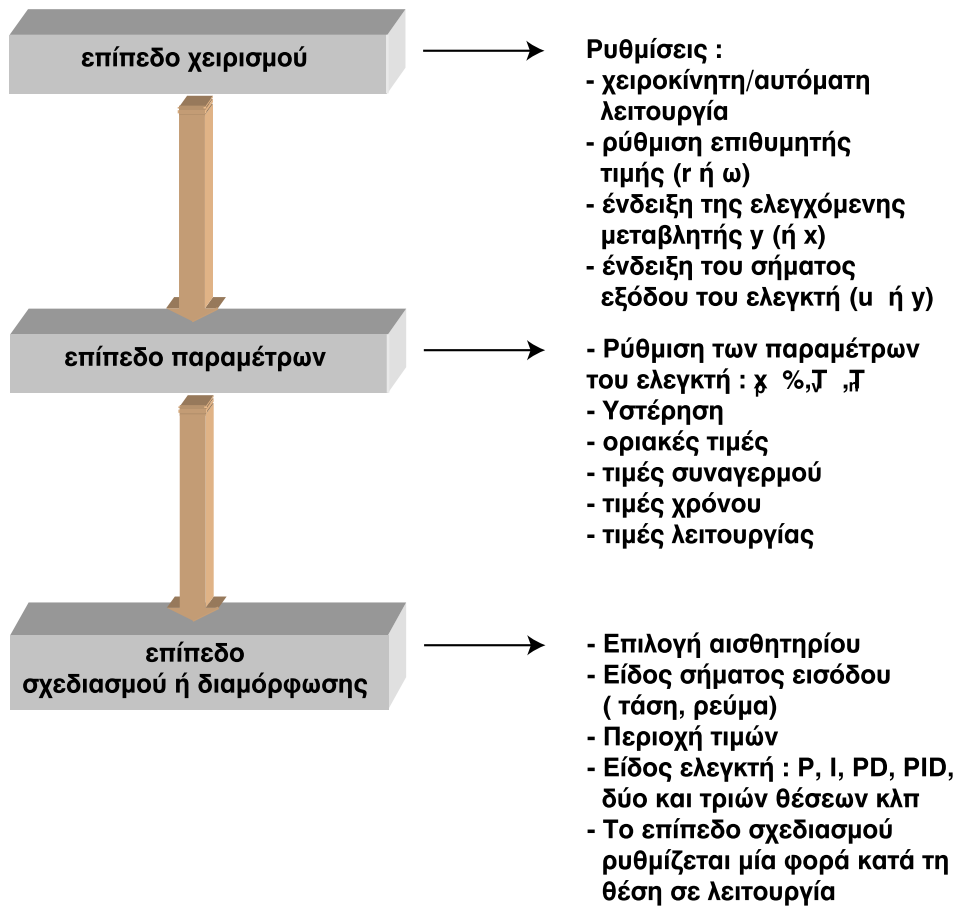 επίπεδο χειρισμού
Ρυθμίσεις :
- χειροκίνητη/αυτόματη
λειτουργία
- ρύθμιση επιθυμητής
τιμής (r ή ω)
- ένδειξη της ελεγχόμενης
μεταβλητής y (ή x)
- ένδειξη του σήματος
εξόδου του ελεγκτή (u ή y)
επίπεδο παραμέτρων
- Ρύθμιση των παραμέτρων
του ελεγκτή : χp %,Tv ,Tn
- Υστέρηση
- οριακές τιμές
- τιμές συναγερμού
- τιμές χρόνου
- τιμές λειτουργίας
επίπεδο
σχεδιασμού ή διαμόρφωσης
- Επιλογή αισθητηρίου
- Είδος σήματος εισόδου
( τάση, ρεύμα)
- Περιοχή τιμών
- Είδος ελεγκτή : P, I, PD, PID,
δύο και τριών θέσεων κλπ
- Το επίπεδο σχεδιασμού
ρυθμίζεται μία φορά κατά τη
θέση σε λειτουργία